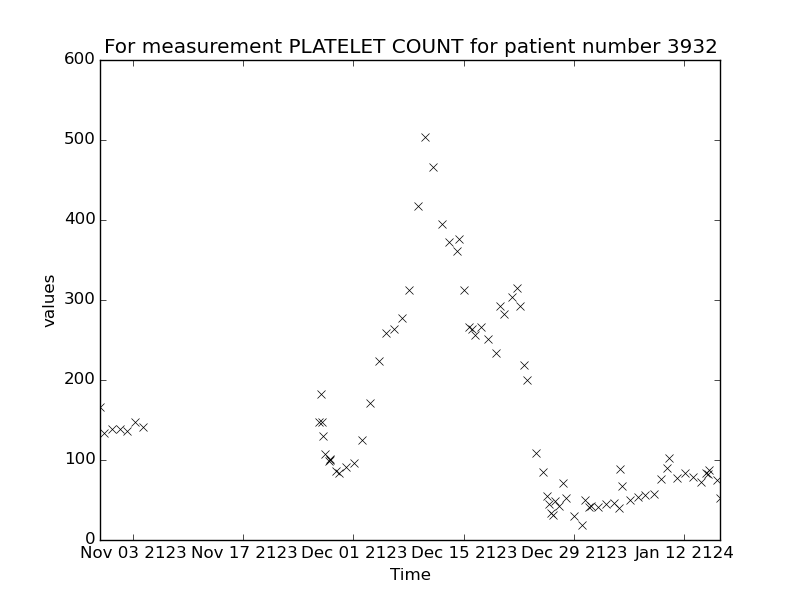 For measurement PLATELET COUNT for patient number 3932
600
500
400
300
200
100
0
values
Nov 03 2123 Nov 17 2123 Dec 01 2123 Dec 15 2123 Dec 29 2123 Jan 12 2124
Time